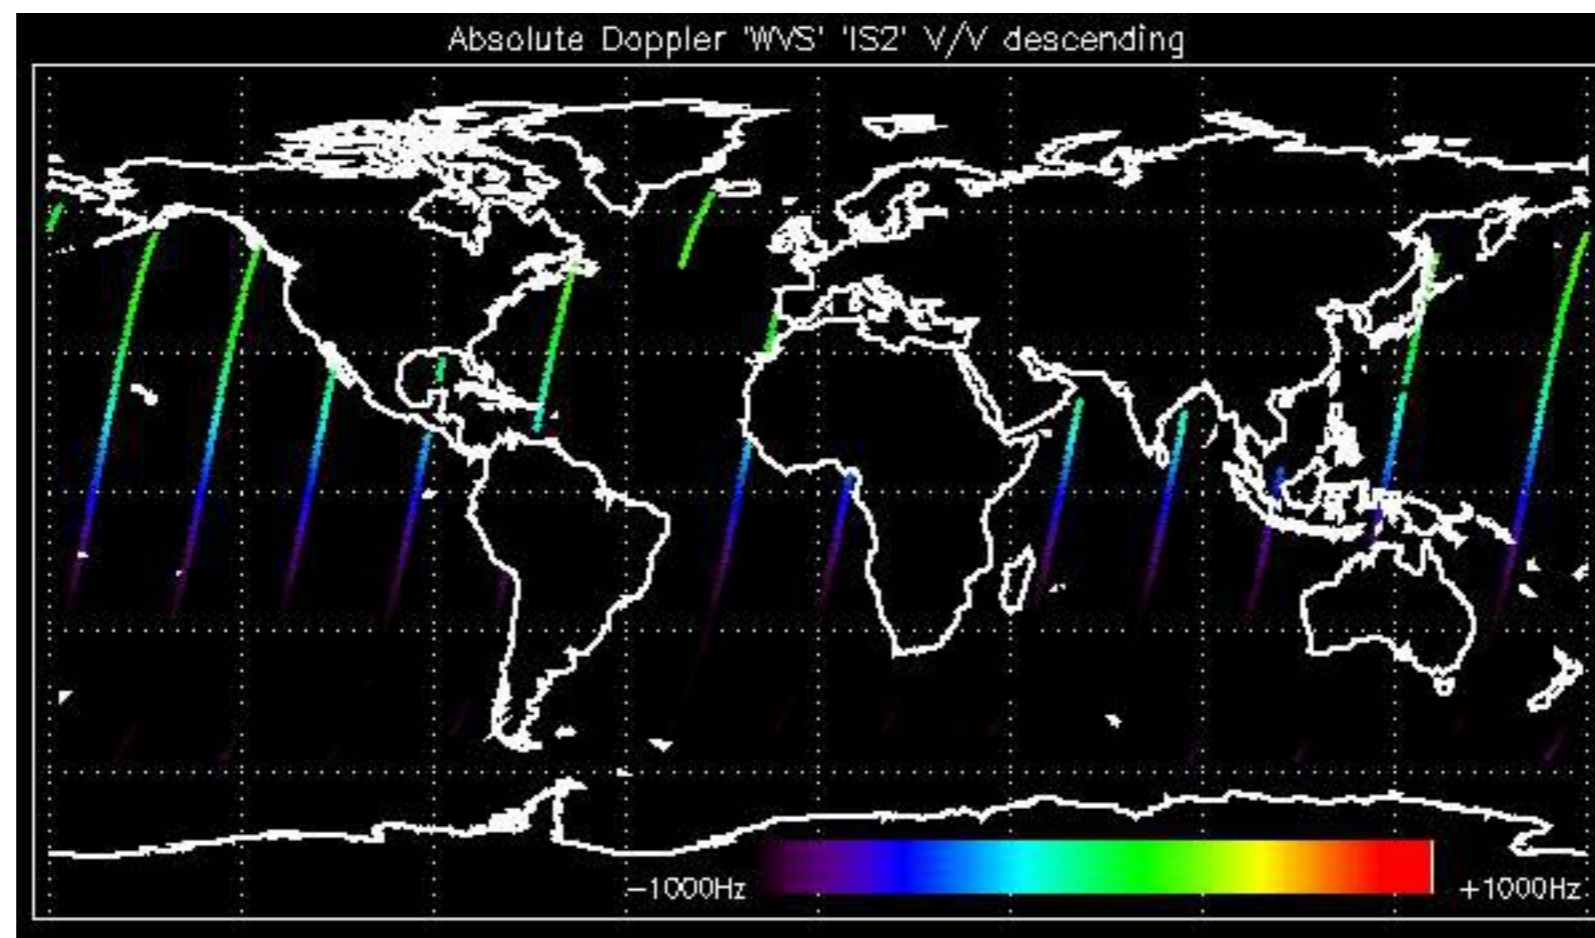 Absolute Doppler 'WVS' 'IS2' V/V descending
−1000Hz
+1000Hz